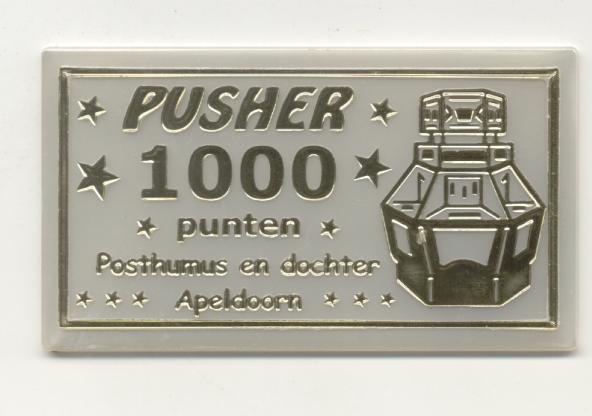 PUSHER
1000
punten
Posthumus en dochter
Apeldoorn